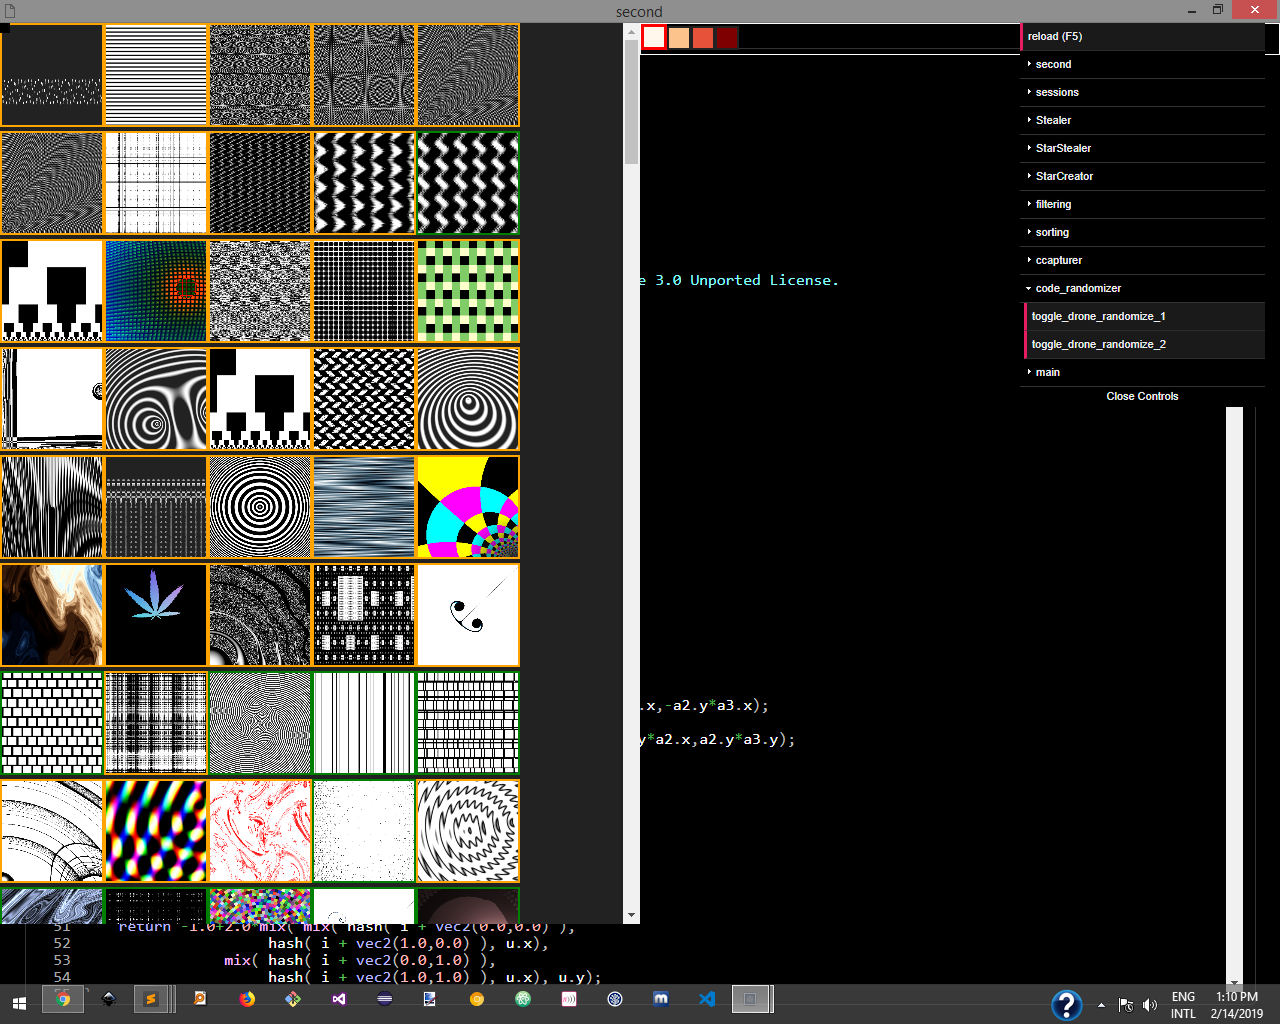 second
reload (F5)
second
sessions
Stealer
StarStealer
StarCreator
filtering
sorting
ccapturer
code_randomizer
toggle_drone_randomize_1
toggle_drone_randomize_2
main
Close Controls
e 3.0 Unported License.
.x,-a2.y*a3.x);
y*a2.x,a2.y*a3.y);
51 return -1.0+2.0*mix( mix( hash( i + vec2(0.0,0.0) ),
52 hash( i + vec2(1.0,0.0) ), u.x),
53 mix( hash( i + vec2(0.0,1.0) ),
54 hash( i + vec2(1.0,1.0) ), u.x), u.y);
ENG 1:10 PM
INTL 2/14/2019